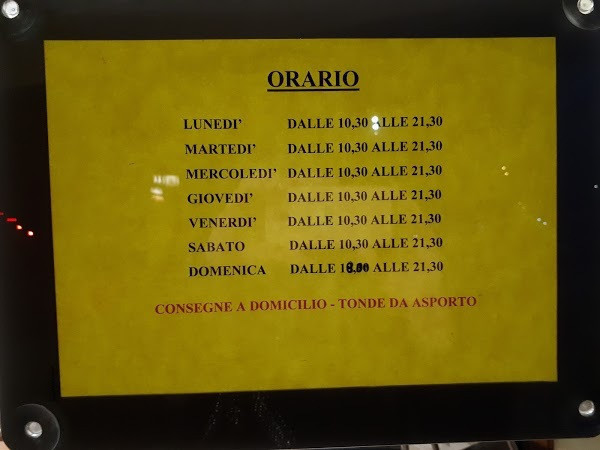 ORARIO
LUNEDI' DALLE 10,30 ALLE 21,30
MARTEDI' DALLE 10,30 ALLE 21,30
MERCOLEDI' DALLE 10,30 ALLE 21,30
GIOVEDI' DALLE 10,30 ALLE 21,30
VENERDI' DALLE 10,30 ALLE 21,30
SABATO DALLE 10,30 ALLE 21,30
DOMENICA DALLE ALLE 21,30
CONSEGNE A DOMICILIO - TONDE DA ASPORTO